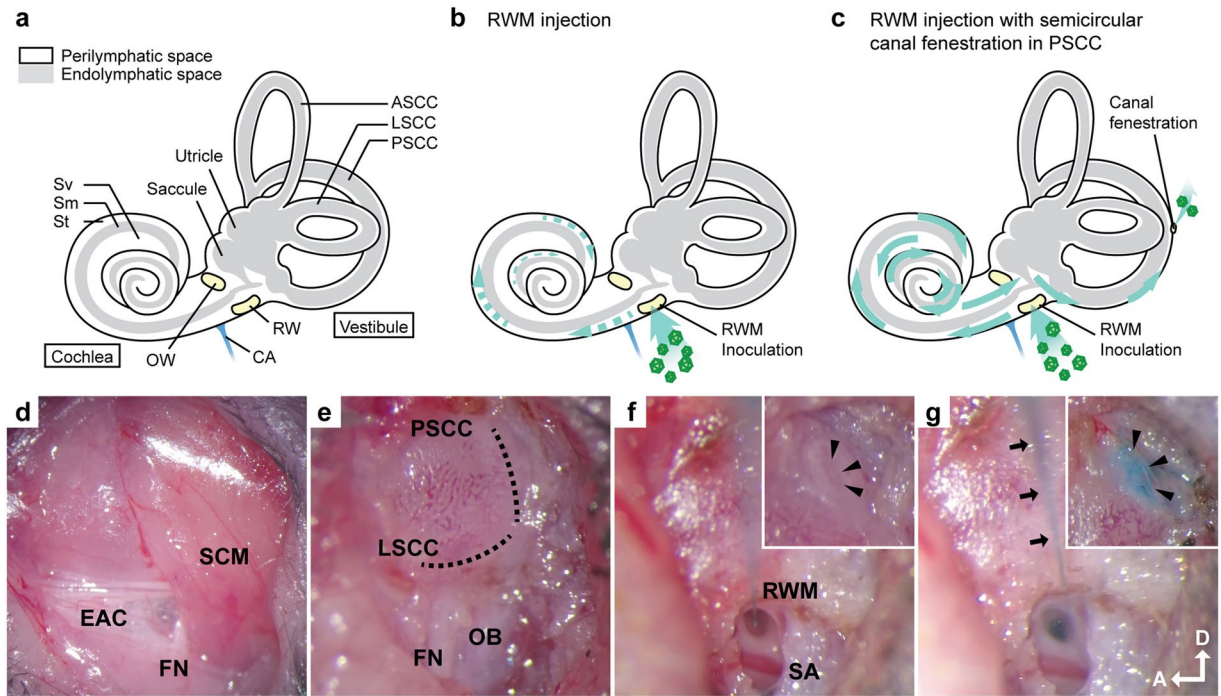 a
Perilymphatic space
Endolymphatic space
ASCC
LSCC
PSCC
Utricle
Saccule
Sv
Sm
St
RW
Vestibule
Cochlea
OW
CA
b RWM injection
RWM
Inoculation
c RWM injection with semicircular
canal fenestration in PSCC
Canal
fenestration
RWM
Inoculation
d
SCM
EAC
FN
e
PSCC
LSCC
OB
FN
f
RWM
SA
g
D
A